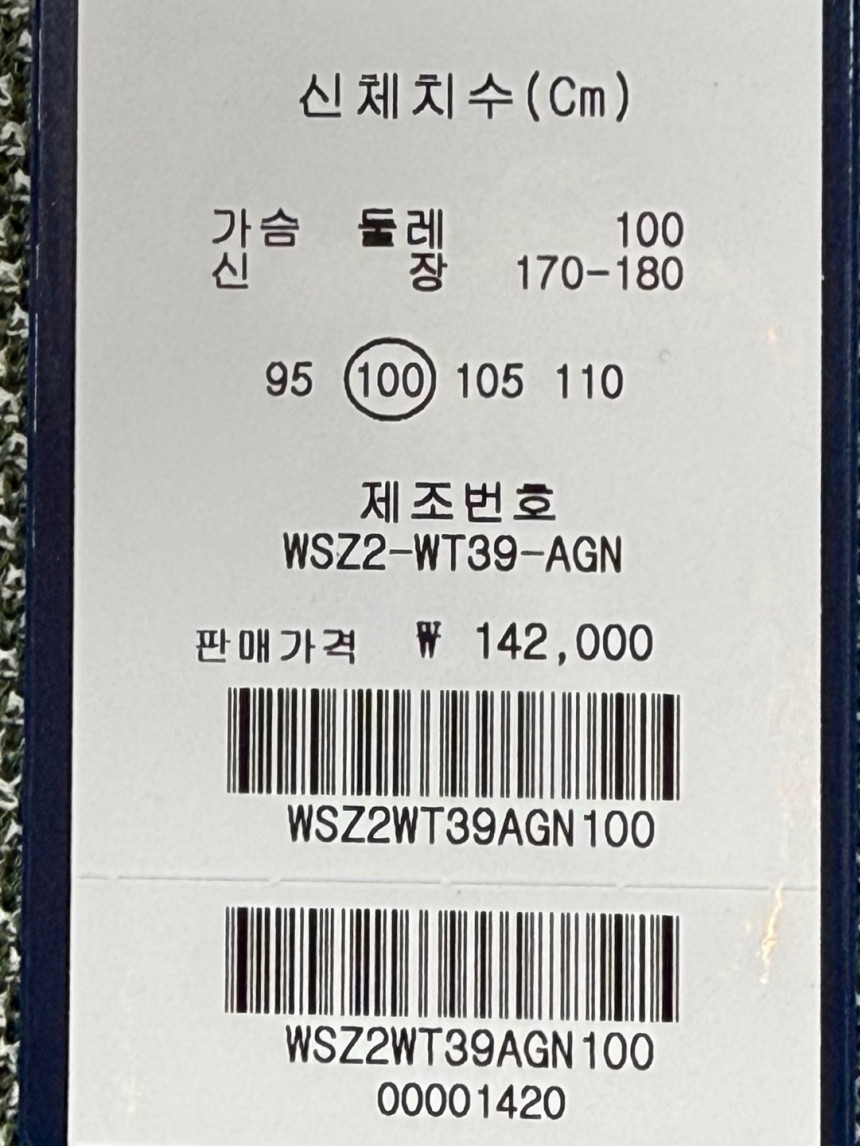 신체치수(Cm)
가슴 둘레 100
신 장 170-180
95 100 105 110
제조번호
WSZ2-WT39-AGN
판매가격 ₩ 142,000
WSZ2WT39AGN100
WSZ2WT39AGN100
00001420